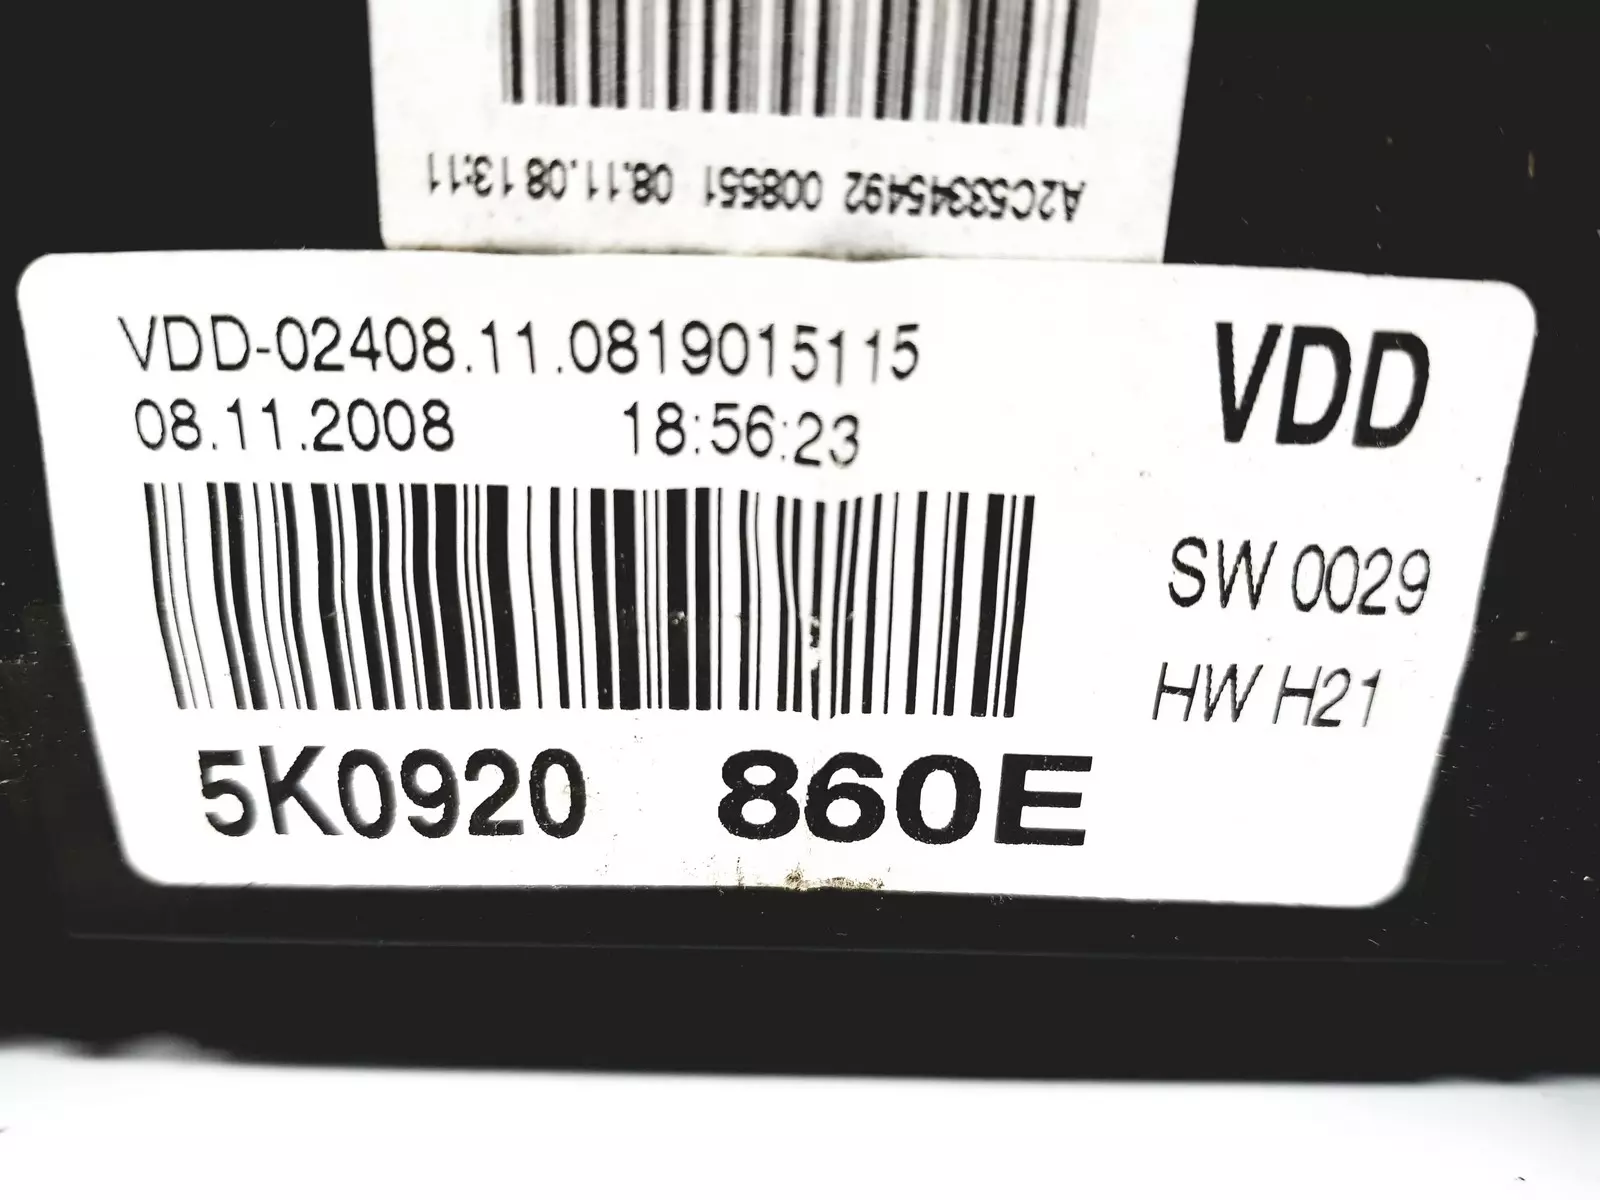 A2C53345492 008551 08.11.08 13:11
VDD-02408.11.0819015115
08.11.2008 18:56:23
VDD
SW 0029
HW H21
5K0920 860E